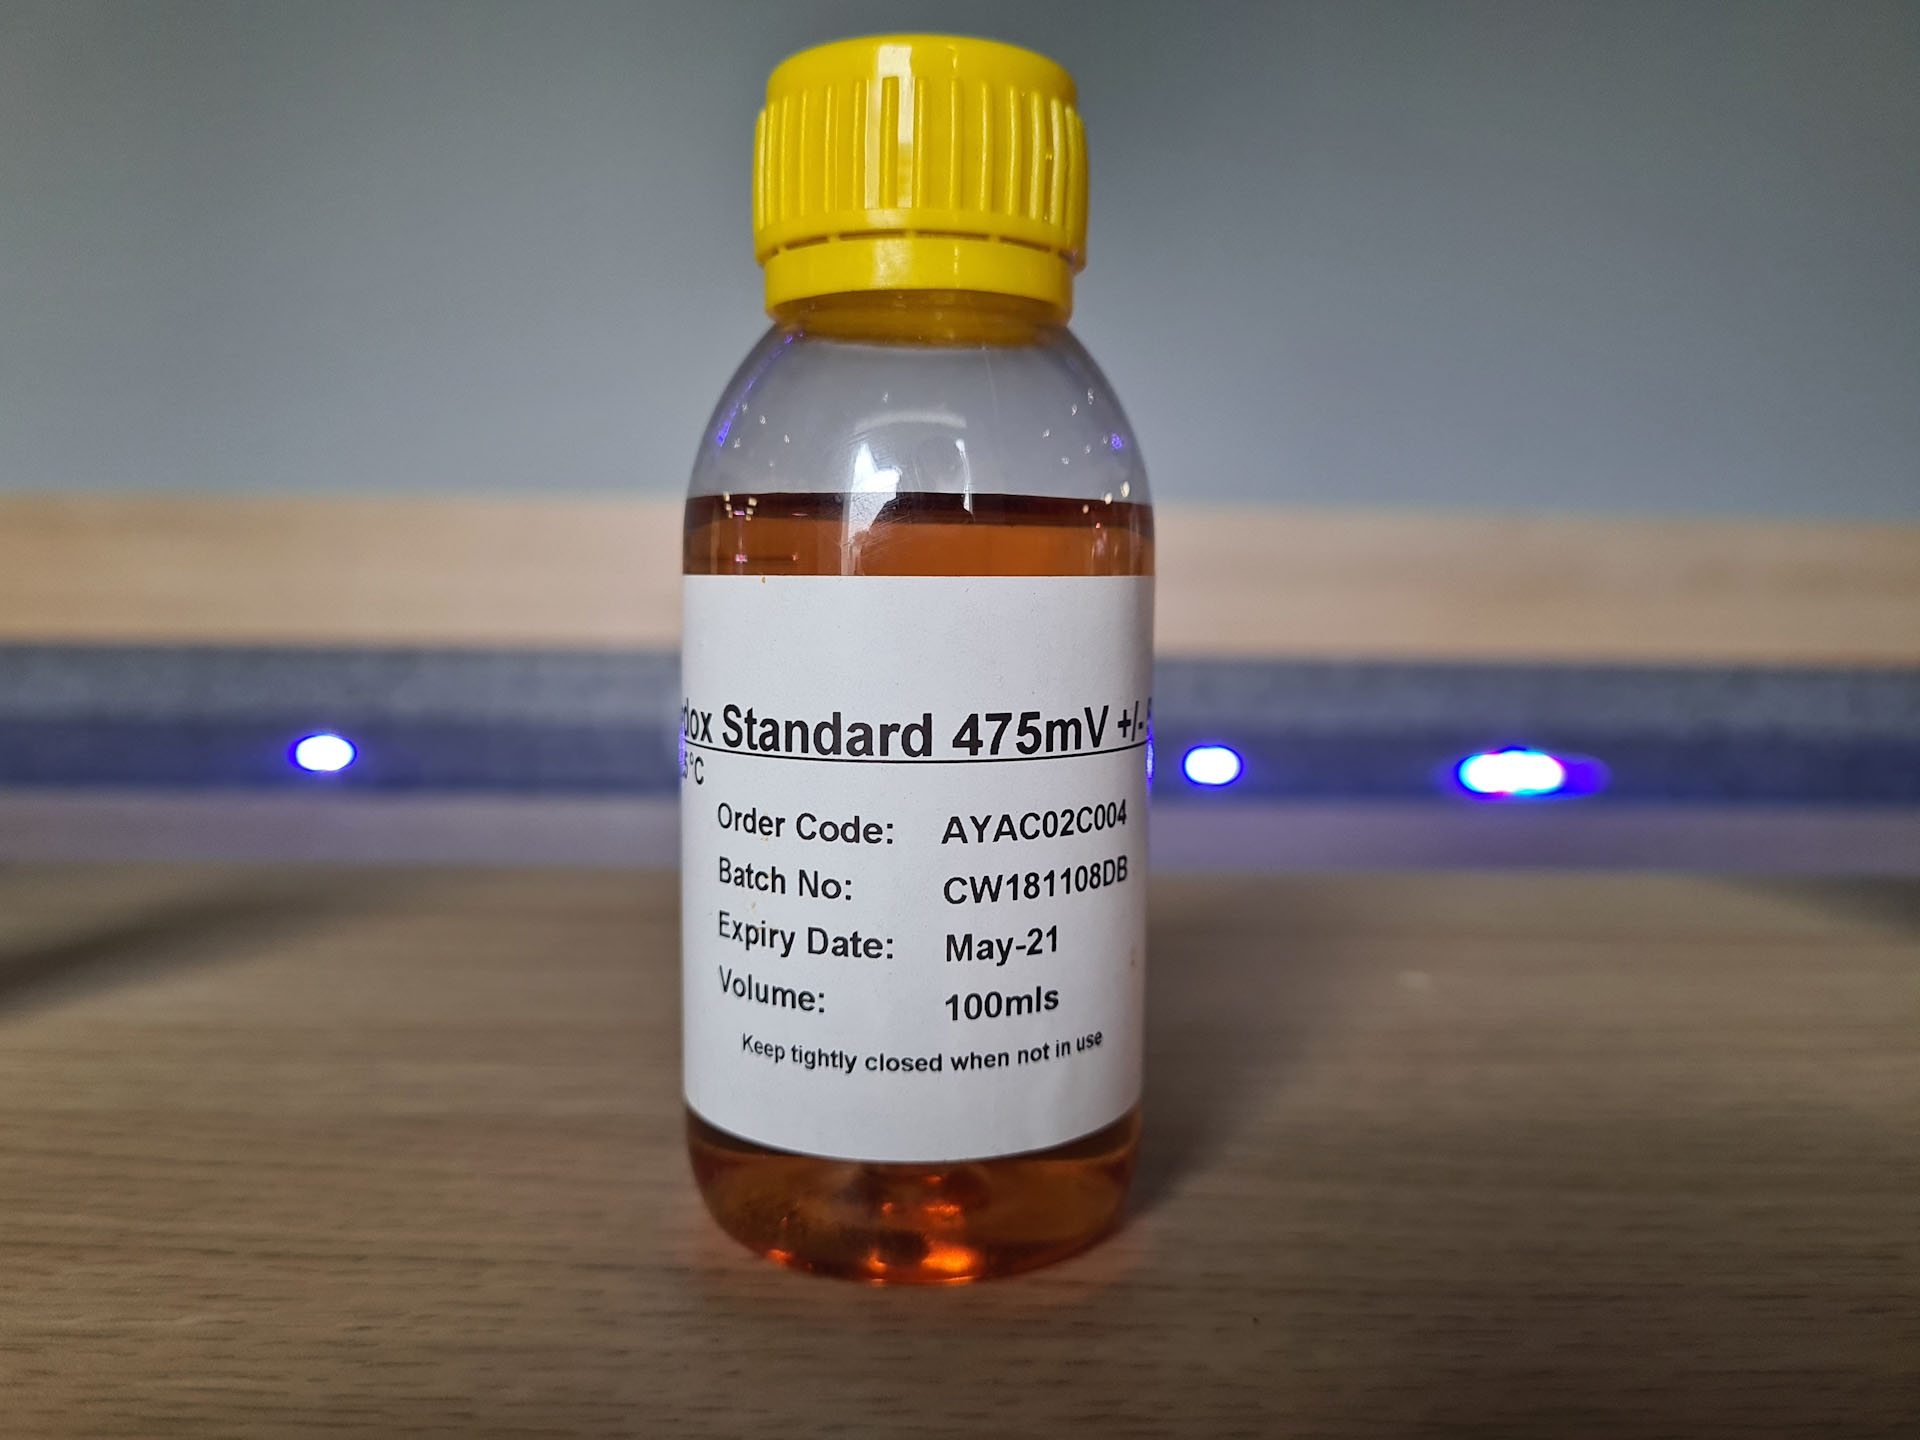 Standard 475mV +/-
°C
Order Code: AYAC02C004
Batch No: CW181108DB
Expiry Date: May-21
Volume: 100mls
Keep tightly closed when not in use